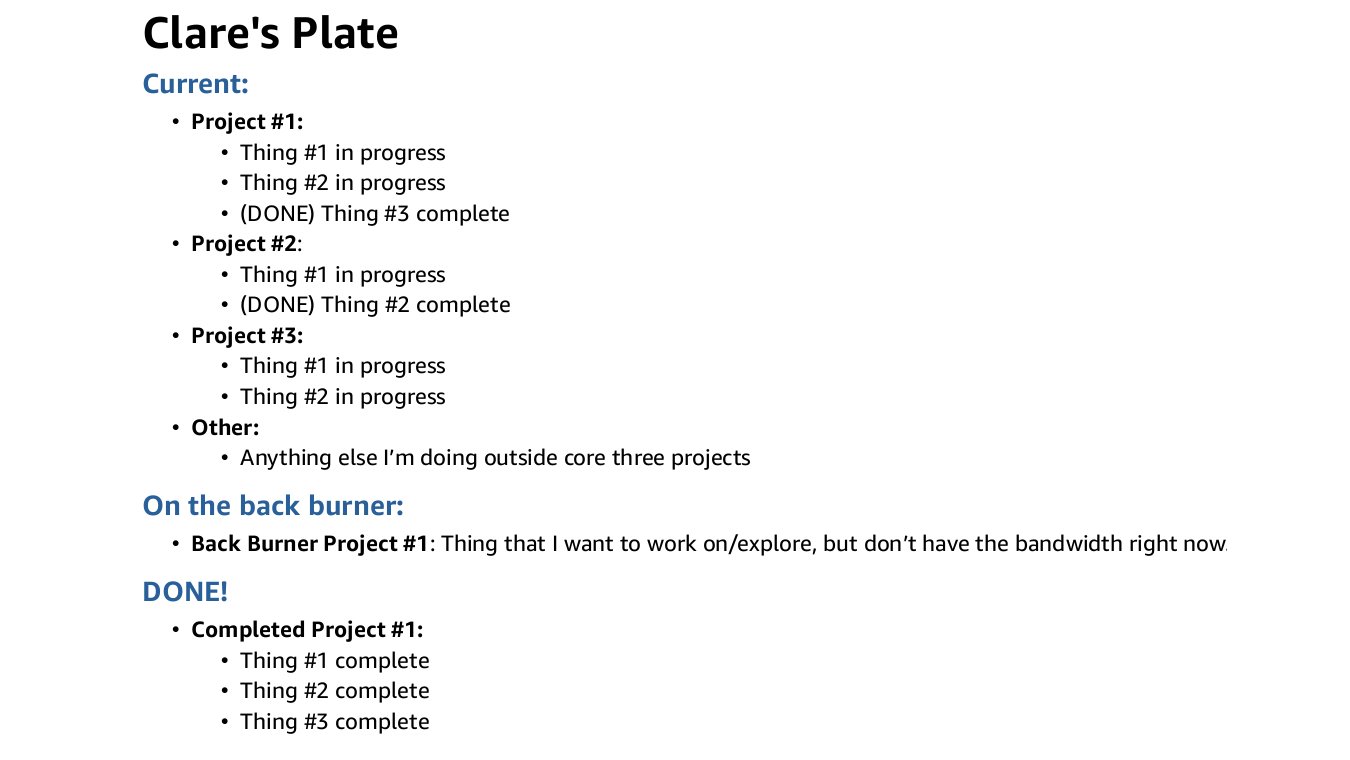 Clare's Plate
Current:
• Project #1:
• Thing #1 in progress
• Thing #2 in progress
• (DONE) Thing #3 complete
• Project #2:
• Thing #1 in progress
• (DONE) Thing #2 complete
• Project #3:
• Thing #1 in progress
• Thing #2 in progress
• Other:
• Anything else I’m doing outside core three projects
On the back burner:
• Back Burner Project #1: Thing that I want to work on/explore, but don’t have the bandwidth right now.
DONE!
• Completed Project #1:
• Thing #1 complete
• Thing #2 complete
• Thing #3 complete